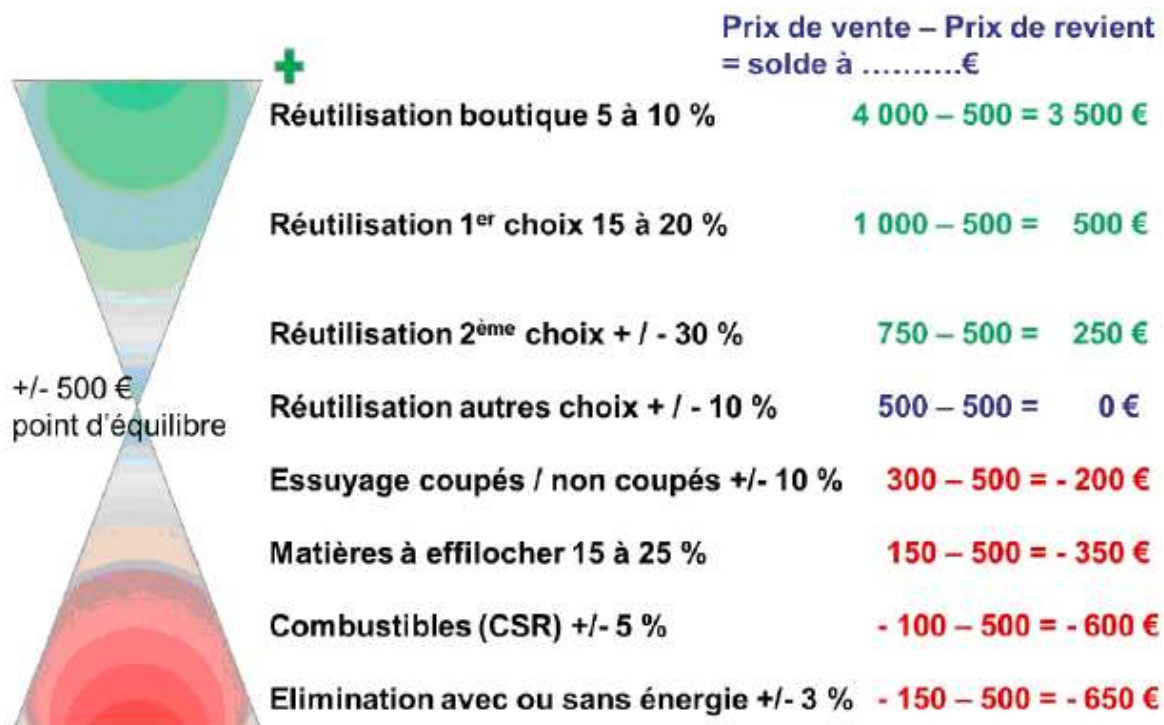 Prix de vente – Prix de revient
= solde à ..........€
+
Réutilisation boutique 5 à 10 % 4 000 – 500 = 3 500 €
Réutilisation 1er choix 15 à 20 % 1 000 – 500 = 500 €
Réutilisation 2ème choix + / - 30 % 750 – 500 = 250 €
+/- 500 €
point d'équilibre
Réutilisation autres choix + / - 10 % 500 – 500 = 0 €
Essuyage coupés / non coupés +/- 10 % 300 – 500 = - 200 €
Matières à effilocher 15 à 25 % 150 – 500 = - 350 €
Combustibles (CSR) +/- 5 % - 100 – 500 = - 600 €
Elimination avec ou sans énergie +/- 3 % - 150 – 500 = - 650 €